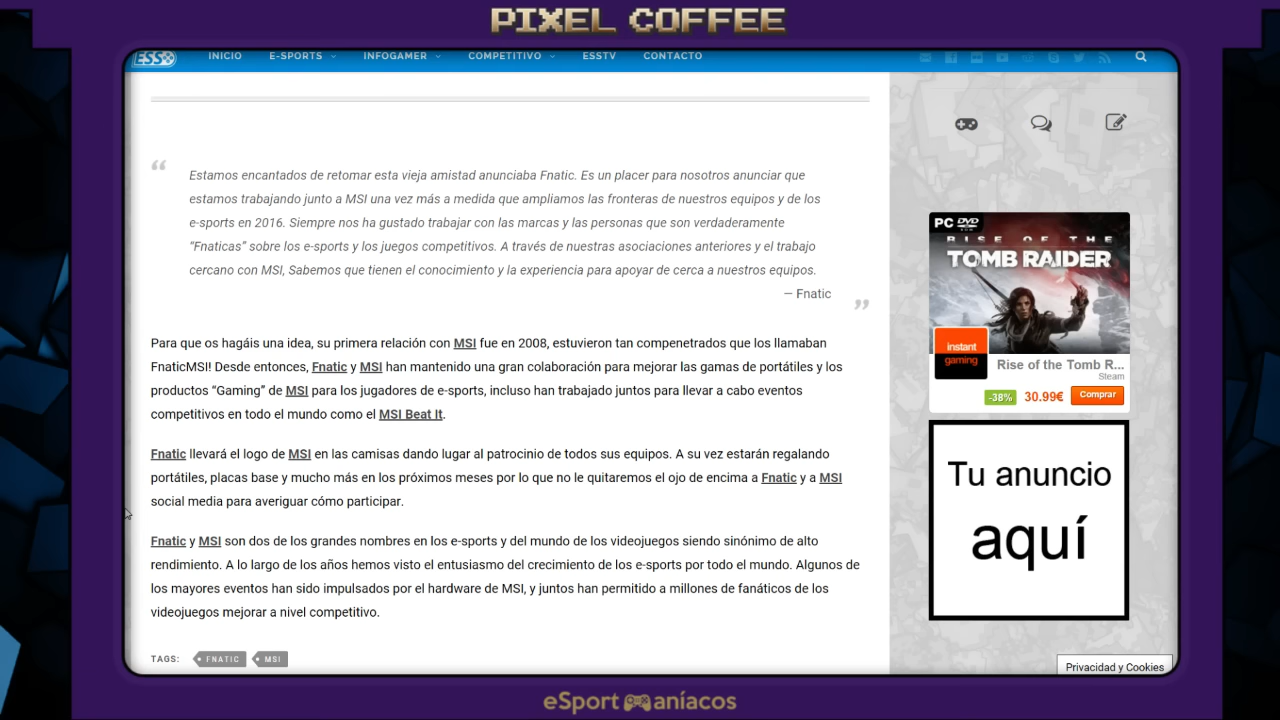 PIXEL COFFEE
ESS
INICIO
E-SPORTS
INFOGAMER
COMPETITIVO
ESSTV
CONTACTO
“
Estamos encantados de retomar esta vieja amistad anunciaba Fnatic. Es un placer para nosotros anunciar que
estamos trabajando junto a MSI una vez más a medida que ampliamos las fronteras de nuestros equipos y de los
e-sports en 2016. Siempre nos ha gustado trabajar con las marcas y las personas que son verdaderamente
“Fnaticas” sobre los e-sports y los juegos competitivos. A través de nuestras asociaciones anteriores y el trabajo
cercano con MSI, Sabemos que tienen el conocimiento y la experiencia para apoyar de cerca a nuestros equipos.
— Fnatic
”
Para que os hagáis una idea, su primera relación con MSI fue en 2008, estuvieron tan compenetrados que los llamaban
FnaticMSI! Desde entonces, Fnatic y MSI han mantenido una gran colaboración para mejorar las gamas de portátiles y los
productos “Gaming” de MSI para los jugadores de e-sports, incluso han trabajado juntos para llevar a cabo eventos
competitivos en todo el mundo como el MSI Beat It.
Fnatic llevará el logo de MSI en las camisas dando lugar al patrocinio de todos sus equipos. A su vez estarán regalando
portátiles, placas base y mucho más en los próximos meses por lo que no le quitaremos el ojo de encima a Fnatic y a MSI
social media para averiguar cómo participar.
Fnatic y MSI son dos de los grandes nombres en los e-sports y del mundo de los videojuegos siendo sinónimo de alto
rendimiento. A lo largo de los años hemos visto el entusiasmo del crecimiento de los e-sports por todo el mundo. Algunos de
los mayores eventos han sido impulsados por el hardware de MSI, y juntos han permitido a millones de fanáticos de los
videojuegos mejorar a nivel competitivo.
TAGS:
FNATIC
MSI
PC DVD
RISE OF THE
TOMB RAIDER
instant
gaming
Rise of the Tomb R...
Steam
-38%
30.99€
Comprar
Tu anuncio
aquí
Privacidad y Cookies
eSport maníacos